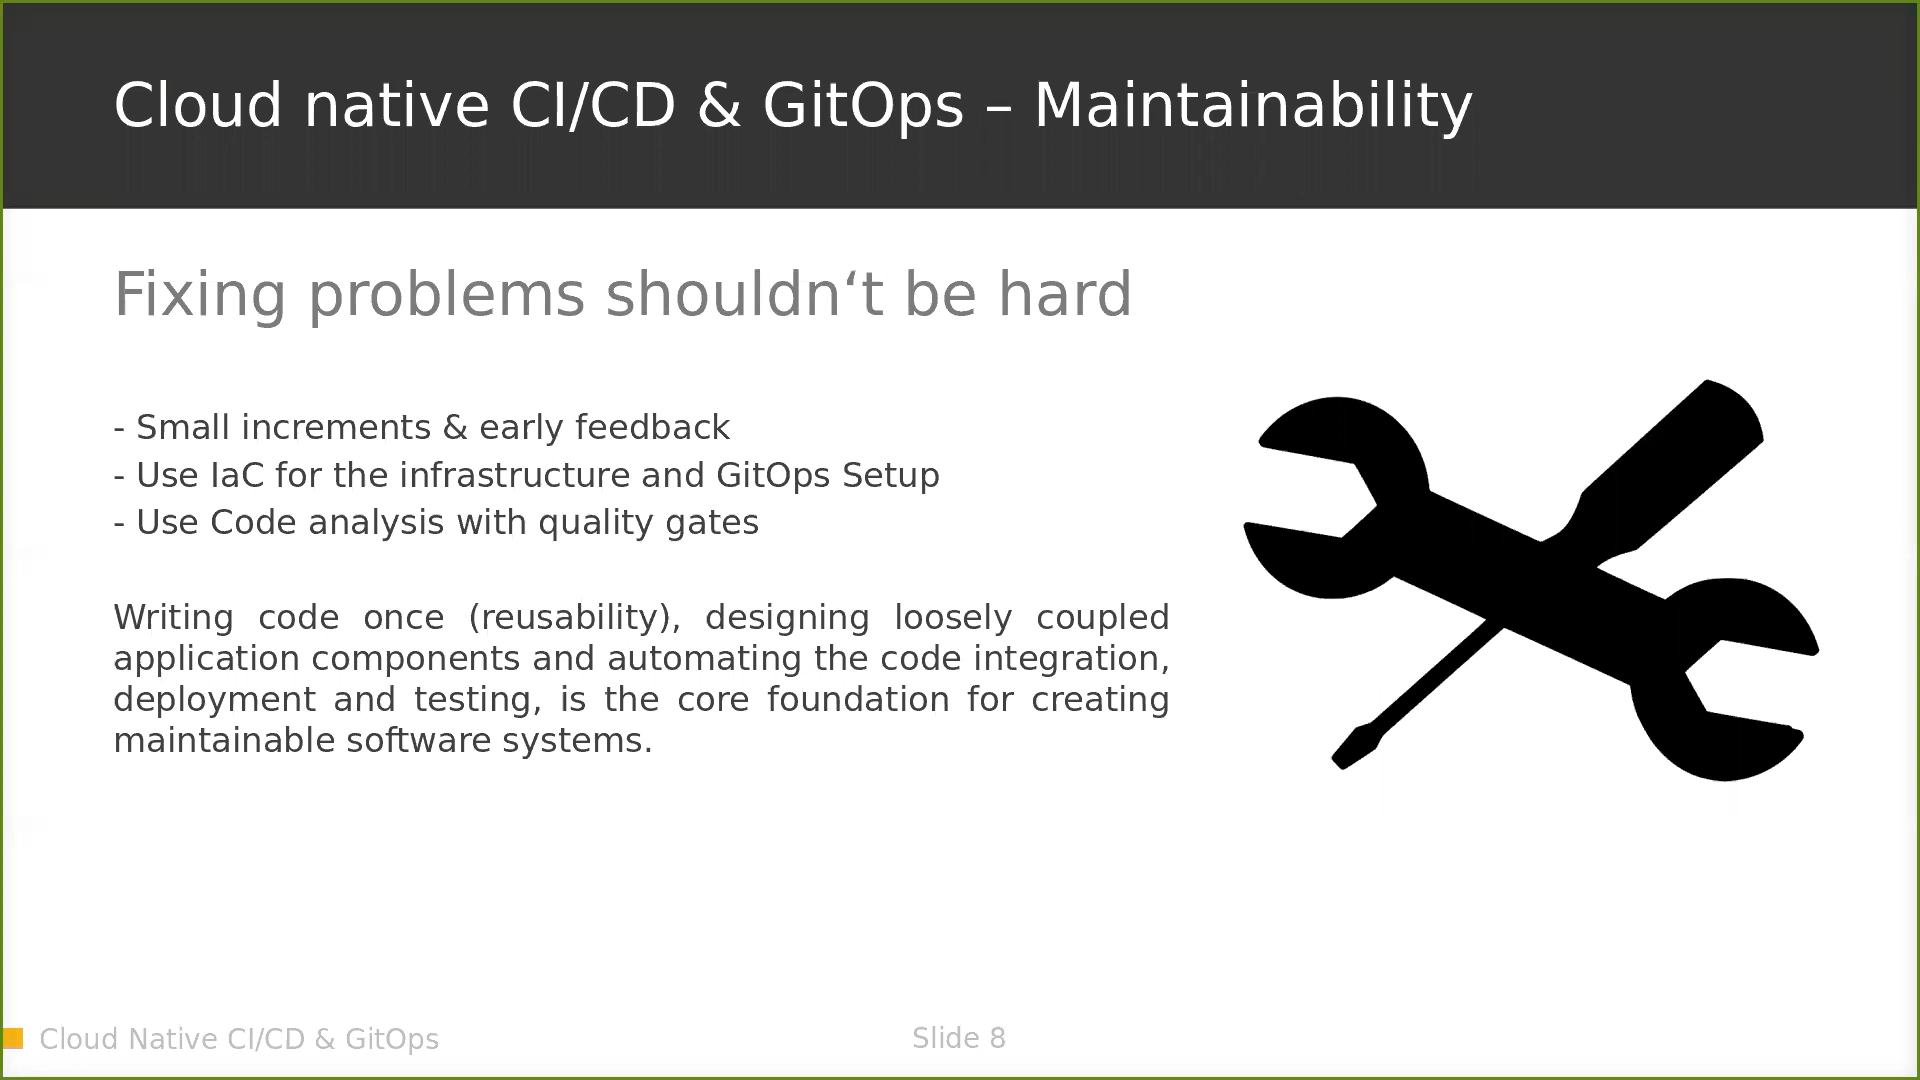 Cloud native CI/CD & GitOps – Maintainability
Fixing problems shouldn‘t be hard
- Small increments & early feedback
- Use IaC for the infrastructure and GitOps Setup
- Use Code analysis with quality gates
Writing code once (reusability), designing loosely coupled
application components and automating the code integration,
deployment and testing, is the core foundation for creating
maintainable software systems.
Cloud Native CI/CD & GitOps
Slide 8